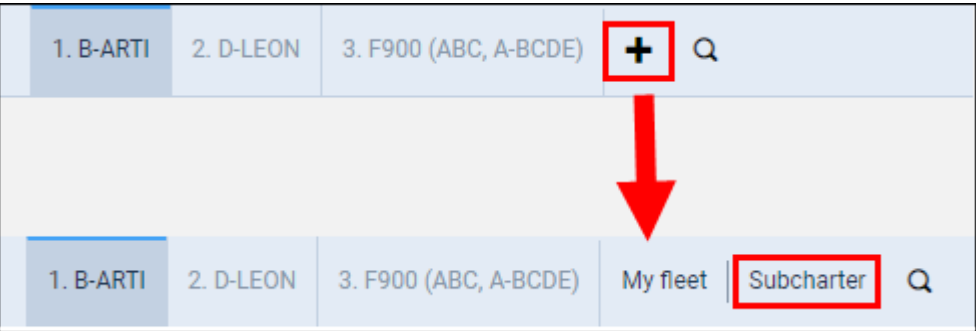 1. B-ARTI 2. D-LEON 3. F900 (ABC, A-BCDE) +
1. B-ARTI 2. D-LEON 3. F900 (ABC, A-BCDE) My fleet Subcharter